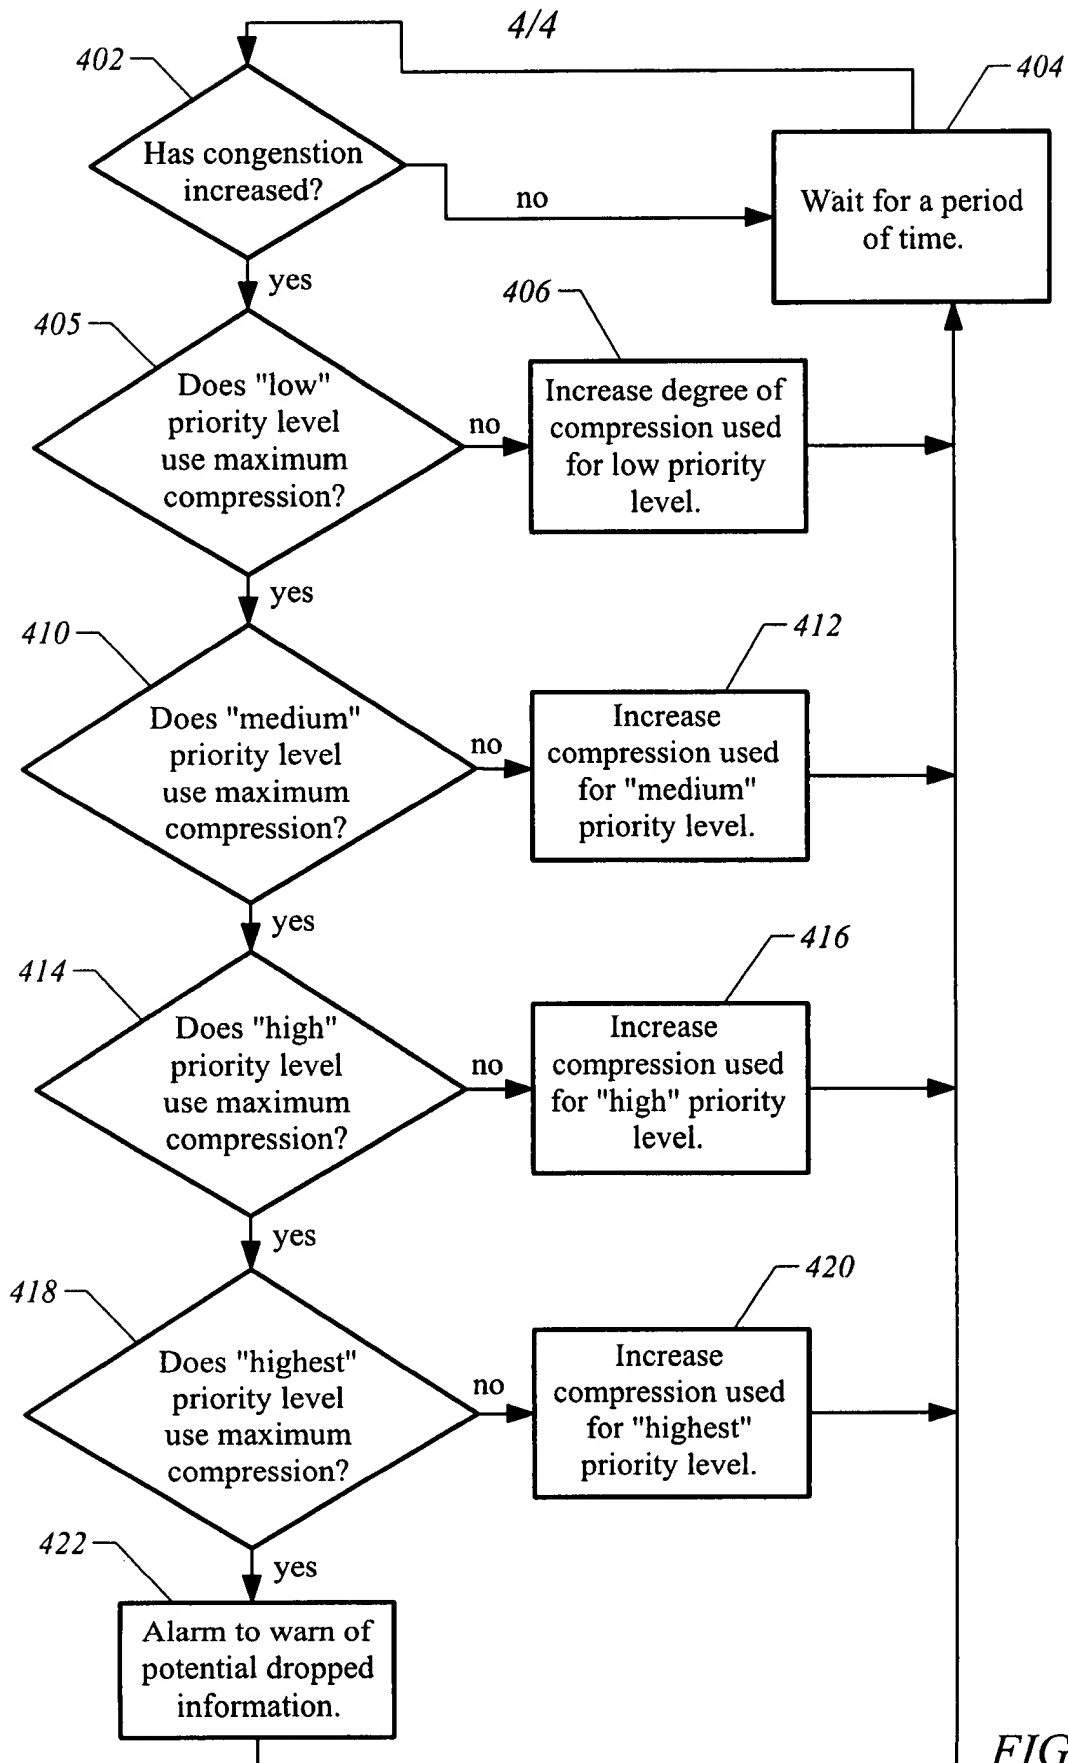 4/4
402
404
Has congenstion
increased?
no
Wait for a period
of time.
yes
406
405
Does "low"
priority level
use maximum
compression?
no
Increase degree of
compression used
for low priority
level.
yes
410
412
Does "medium"
priority level
use maximum
compression?
no
Increase
compression used
for "medium"
priority level.
yes
414
416
Does "high"
priority level
use maximum
compression?
no
Increase
compression used
for "high" priority
level.
yes
418
420
Does "highest"
priority level
use maximum
compression?
no
Increase
compression used
for "highest"
priority level.
yes
422
Alarm to warn of
potential dropped
information.
FIG